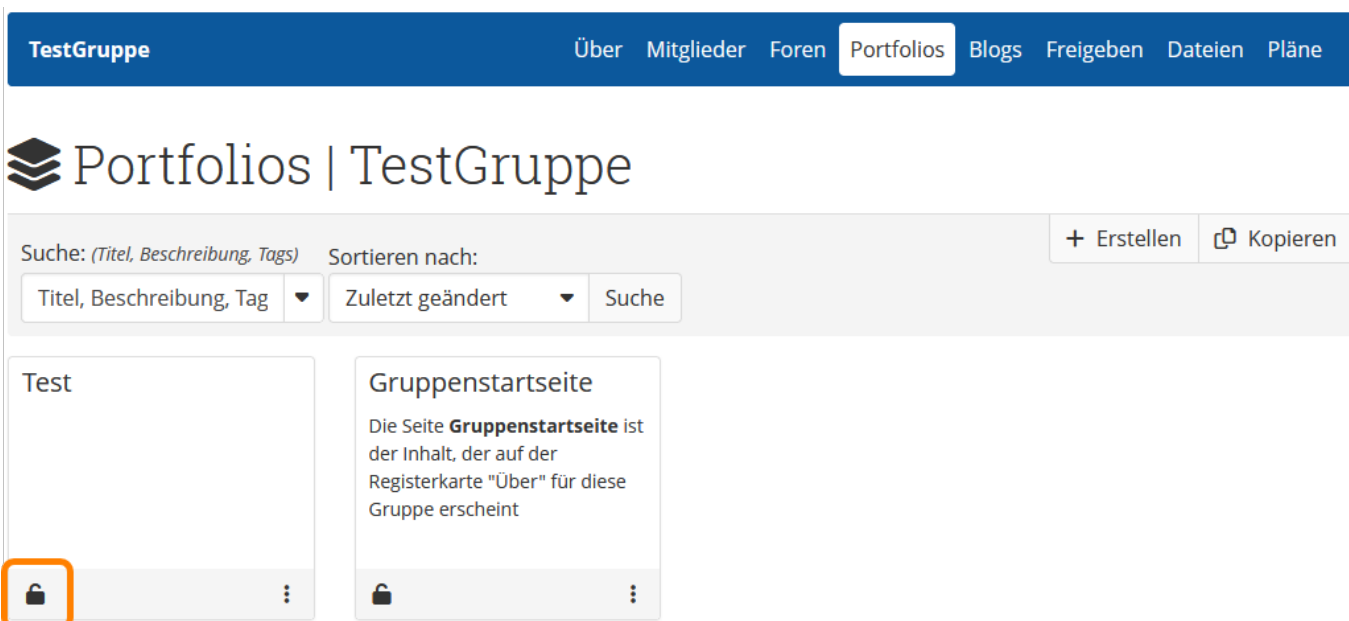 TestGruppe Über Mitglieder Foren Portfolios Blogs Freigeben Dateien Pläne
Portfolios | TestGruppe
+ Erstellen Kopieren
Suche: (Titel, Beschreibung, Tags) Sortieren nach:
Titel, Beschreibung, Tag Zuletzt geändert Suche
Test
Gruppenstartseite
Die Seite Gruppenstartseite ist
der Inhalt, der auf der
Registerkarte "Über" für diese
Gruppe erscheint